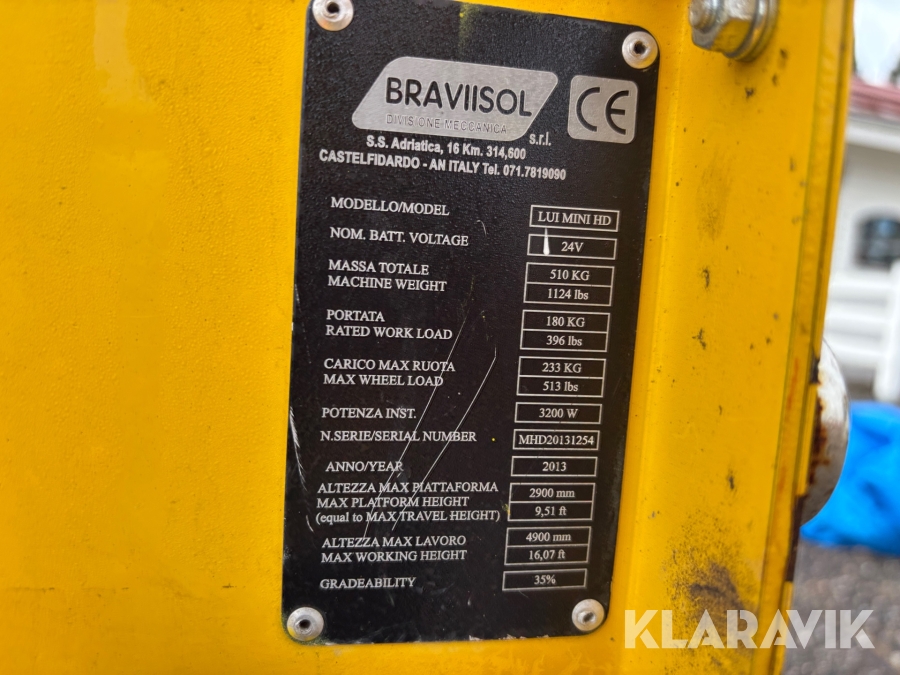 BRAVIISOL
DIVISIONE MECCANICA
s.r.l.
CE
S.S. Adriatica, 16 Km. 314,600
CASTELFIDARDO - AN ITALY Tel. 071.7819090
MODELLO/MODEL LUI MINI HD
NOM. BATT. VOLTAGE 24V
MASSA TOTALE 510 KG
MACHINE WEIGHT 1124 lbs
PORTATA 180 KG
RATED WORK LOAD 396 lbs
CARICO MAX RUOTA 233 KG
MAX WHEEL LOAD 513 lbs
POTENZA INST. 3200 W
N.SERIE/SERIAL NUMBER MHD20131254
ANNO/YEAR 2013
ALTEZZA MAX PIATTAFORMA 2900 mm
MAX PLATFORM HEIGHT 9,51 ft
(equal to MAX TRAVEL HEIGHT)
ALTEZZA MAX LAVORO 4900 mm
MAX WORKING HEIGHT 16,07 ft
GRADEABILITY 35%
KLARAVIK